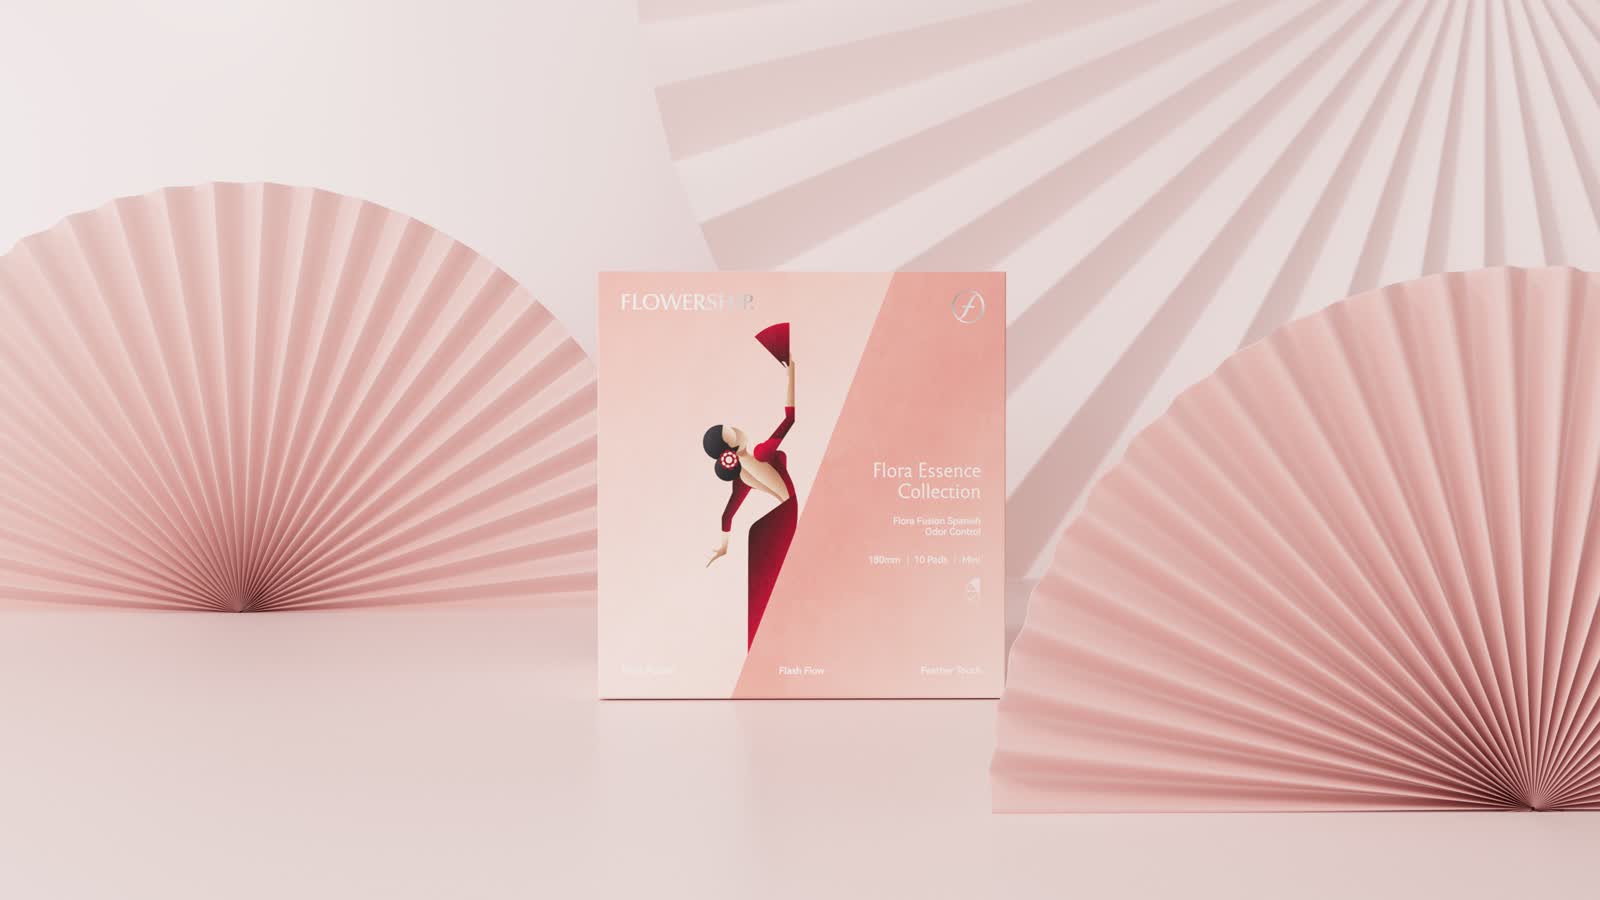 FLOWERSHIP.
Flora Essence
Collection
Flora Fusion Spanish
Odor Control
180mm | 10 Pads | Mini
Flash Flow
Feather Touch